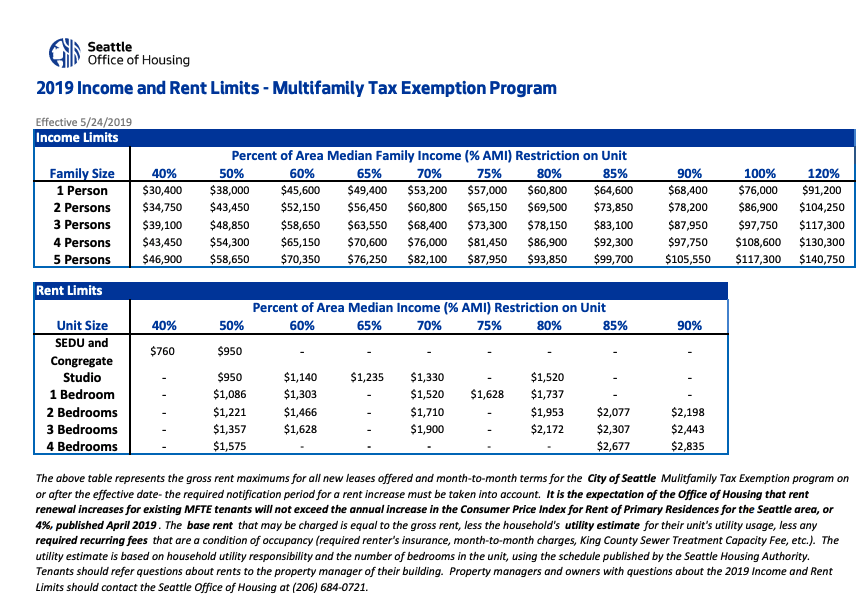 Seattle
Office of Housing
2019 Income and Rent Limits - Multifamily Tax Exemption Program
Effective 5/24/2019
Income Limits
Percent of Area Median Family Income (% AMI) Restriction on Unit
Family Size 40% 50% 60% 65% 70% 75% 80% 85% 90% 100% 120%
1 Person $30,400 $38,000 $45,600 $49,400 $53,200 $57,000 $60,800 $64,600 $68,400 $76,000 $91,200
2 Persons $34,750 $43,450 $52,150 $56,450 $60,800 $65,150 $69,500 $73,850 $78,200 $86,900 $104,250
3 Persons $39,100 $48,850 $58,650 $63,550 $68,400 $73,300 $78,150 $83,100 $87,950 $97,750 $117,300
4 Persons $43,450 $54,300 $65,150 $70,600 $76,000 $81,450 $86,900 $92,300 $97,750 $108,600 $130,300
5 Persons $46,900 $58,650 $70,350 $76,250 $82,100 $87,950 $93,850 $99,700 $105,550 $117,300 $140,750
Rent Limits
Percent of Area Median Income (% AMI) Restriction on Unit
Unit Size 40% 50% 60% 65% 70% 75% 80% 85% 90%
SEDU and
Congregate $760 $950 - - - - - - -
Studio - $950 $1,140 $1,235 $1,330 - $1,520 - -
1 Bedroom - $1,086 $1,303 - $1,520 $1,628 $1,737 - -
2 Bedrooms - $1,221 $1,466 - $1,710 - $1,953 $2,077 $2,198
3 Bedrooms - $1,357 $1,628 - $1,900 - $2,172 $2,307 $2,443
4 Bedrooms - $1,575 - - - - - $2,677 $2,835
The above table represents the gross rent maximums for all new leases offered and month-to-month terms for the City of Seattle Mulitifamily Tax Exemption program on
or after the effective date- the required notification period for a rent increase must be taken into account. It is the expectation of the Office of Housing that rent
renewal increases for existing MFTE tenants will not exceed the annual increase in the Consumer Price Index for Rent of Primary Residences for the Seattle area, or
4%, published April 2019 . The base rent that may be charged is equal to the gross rent, less the household's utility estimate for their unit's utility usage, less any
required recurring fees that are a condition of occupancy (required renter's insurance, month-to-month charges, King County Sewer Treatment Capacity Fee, etc.). The
utility estimate is based on household utility responsibility and the number of bedrooms in the unit, using the schedule published by the Seattle Housing Authority.
Tenants should refer questions about rents to the property manager of their building. Property managers and owners with questions about the 2019 Income and Rent
Limits should contact the Seattle Office of Housing at (206) 684-0721.